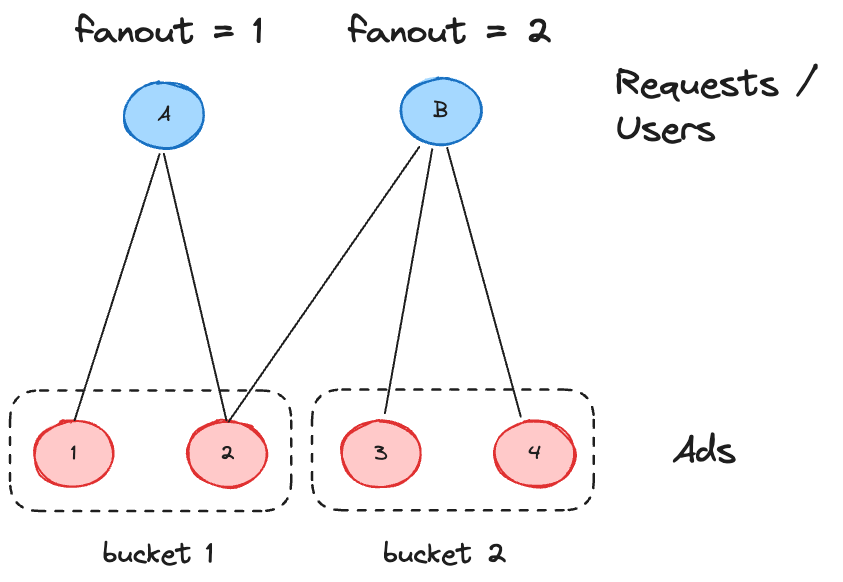 fanout = 1
fanout = 2
Requests /
Users
A
B
1
2
3
4
Ads
bucket 1
bucket 2